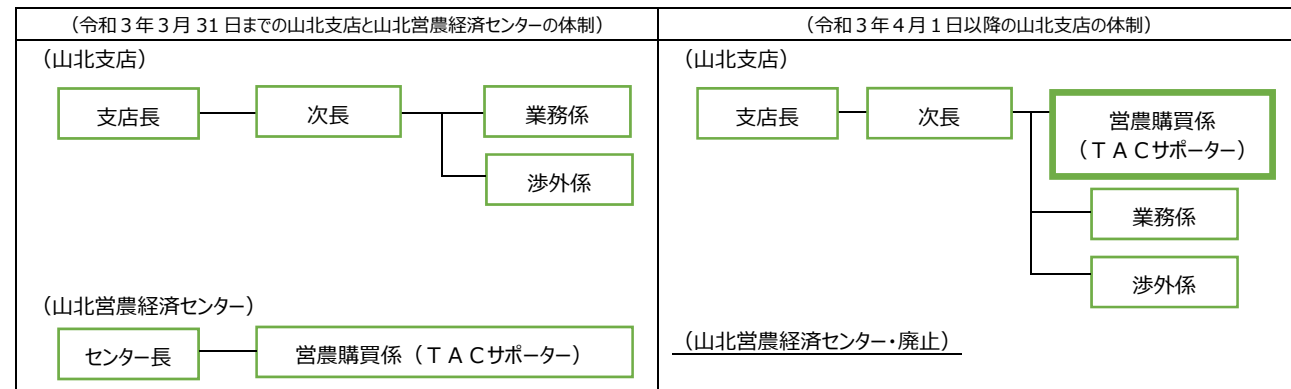 （令和３年３月 31 日までの山北支店と山北営農経済センターの体制）
（山北支店）
支店長
次長
業務係
渉外係
（山北営農経済センター）
センター長
営農購買係（ＴＡＣサポーター）
（令和３年４月１日以降の山北支店の体制）
（山北支店）
支店長
次長
営農購買係
（ＴＡＣサポーター）
業務係
渉外係
（山北営農経済センター・廃止）